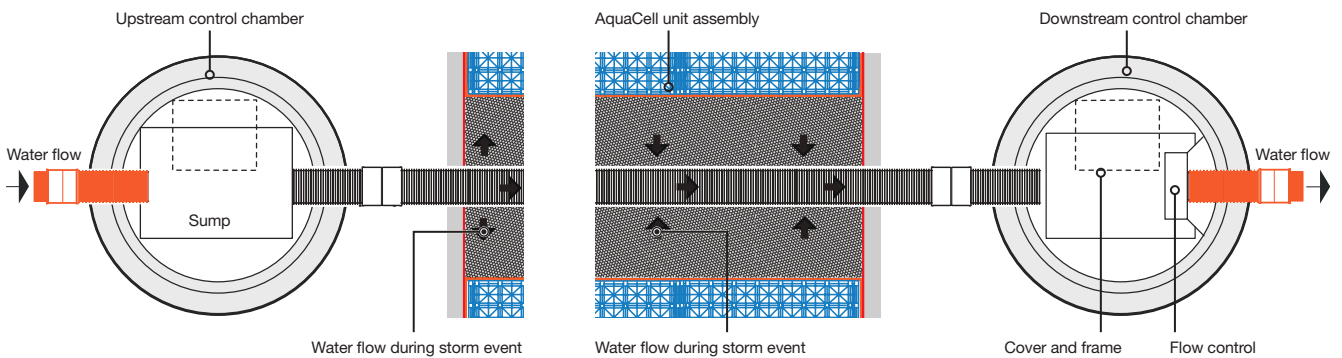 Upstream control chamber
AquaCell unit assembly
Downstream control chamber
Water flow
Water flow
Sump
Water flow during storm event
Water flow during storm event
Cover and frame
Flow control